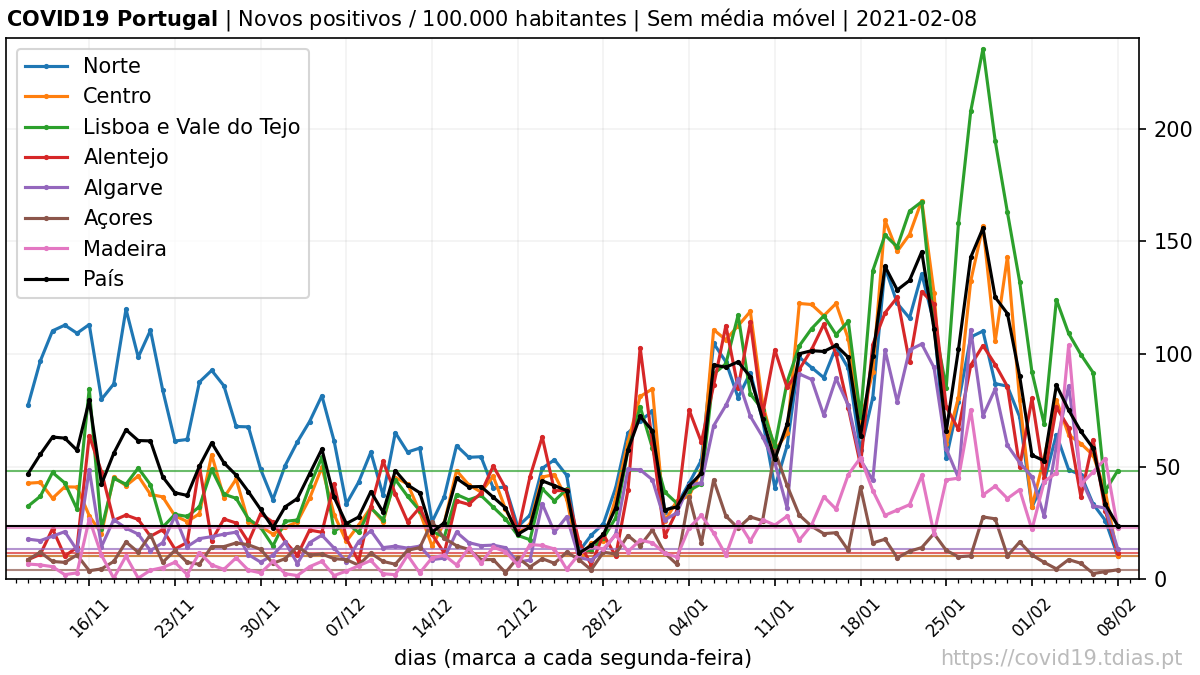 COVID19 Portugal | Novos positivos / 100.000 habitantes | Sem média móvel | 2021-02-08
Norte
Centro
Lisboa e Vale do Tejo
Alentejo
Algarve
Açores
Madeira
País
200
150
100
50
0
16/11 23/11 30/11 07/12 14/12 21/12 28/12 04/01 11/01 18/01 25/01 01/02 08/02
dias (marca a cada segunda-feira)
https://covid19.tdias.pt